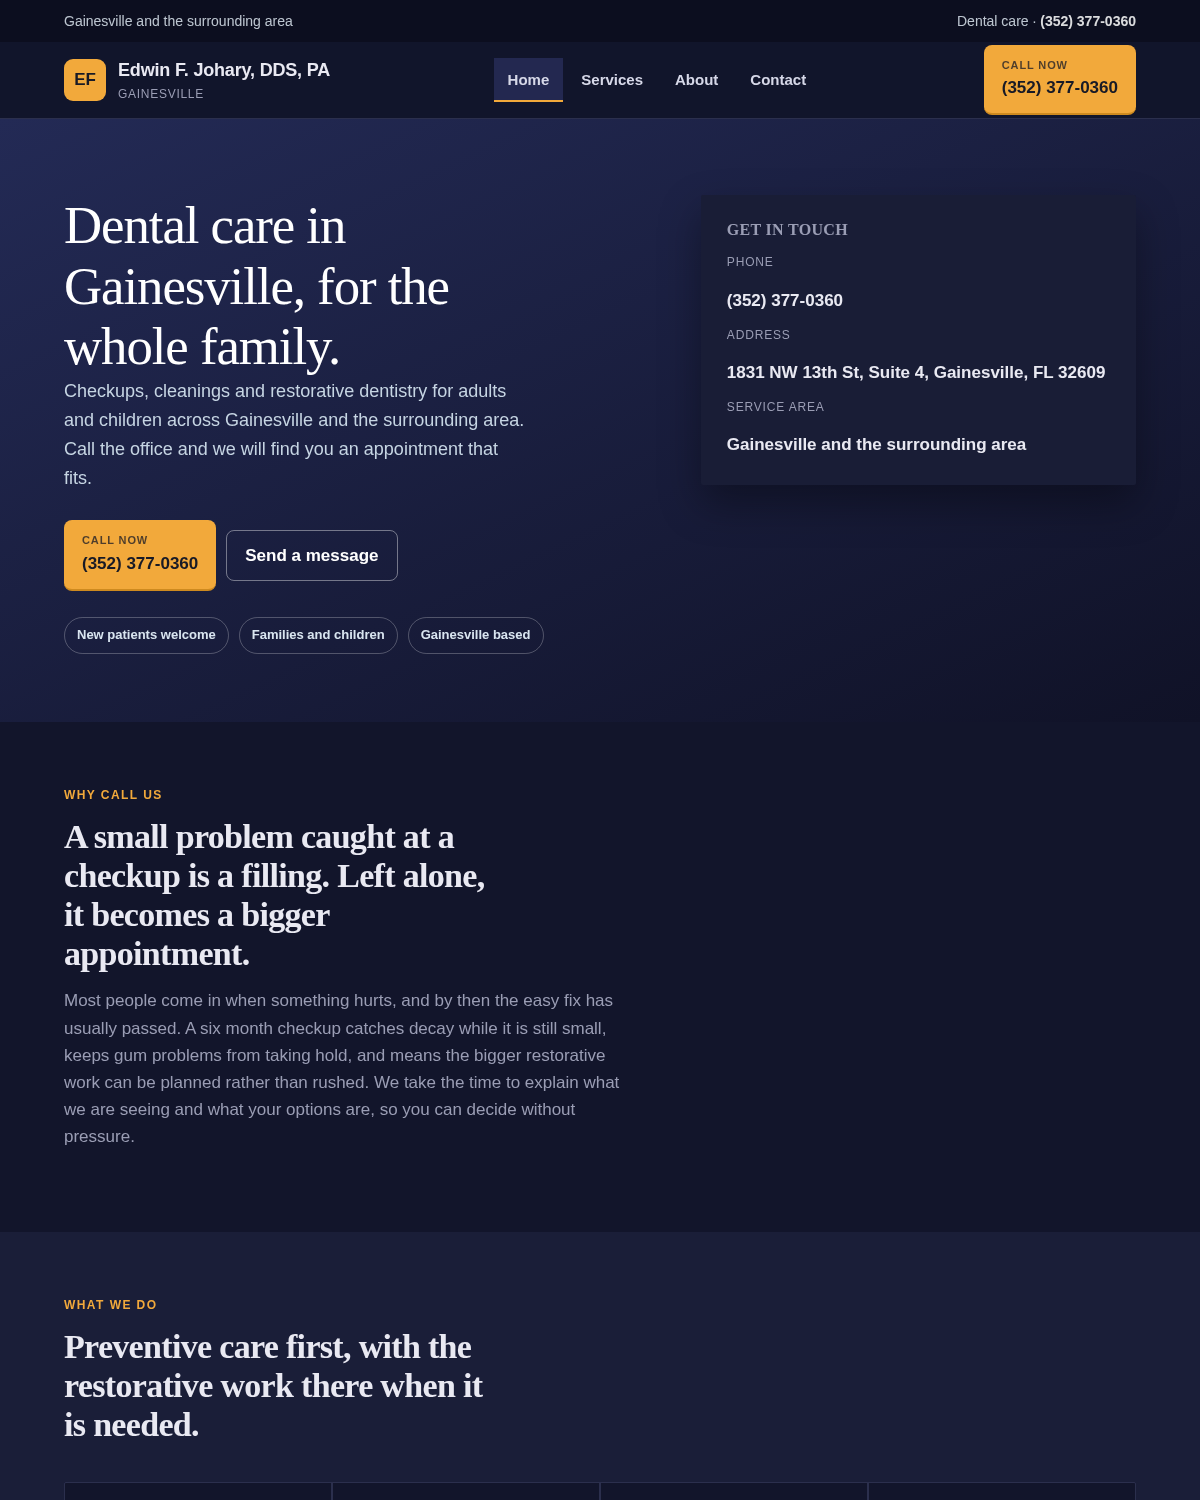 Gainesville and the surrounding area
Dental care · (352) 377-0360
EF
Edwin F. Johary, DDS, PA
GAINESVILLE
Home
Services
About
Contact
CALL NOW
(352) 377-0360
Dental care in
Gainesville, for the
whole family.
Checkups, cleanings and restorative dentistry for adults
and children across Gainesville and the surrounding area.
Call the office and we will find you an appointment that
fits.
CALL NOW
(352) 377-0360
Send a message
New patients welcome
Families and children
Gainesville based
GET IN TOUCH
PHONE
(352) 377-0360
ADDRESS
1831 NW 13th St, Suite 4, Gainesville, FL 32609
SERVICE AREA
Gainesville and the surrounding area
WHY CALL US
A small problem caught at a
checkup is a filling. Left alone,
it becomes a bigger
appointment.
Most people come in when something hurts, and by then the easy fix has
usually passed. A six month checkup catches decay while it is still small,
keeps gum problems from taking hold, and means the bigger restorative
work can be planned rather than rushed. We take the time to explain what
we are seeing and what your options are, so you can decide without
pressure.
WHAT WE DO
Preventive care first, with the
restorative work there when it
is needed.